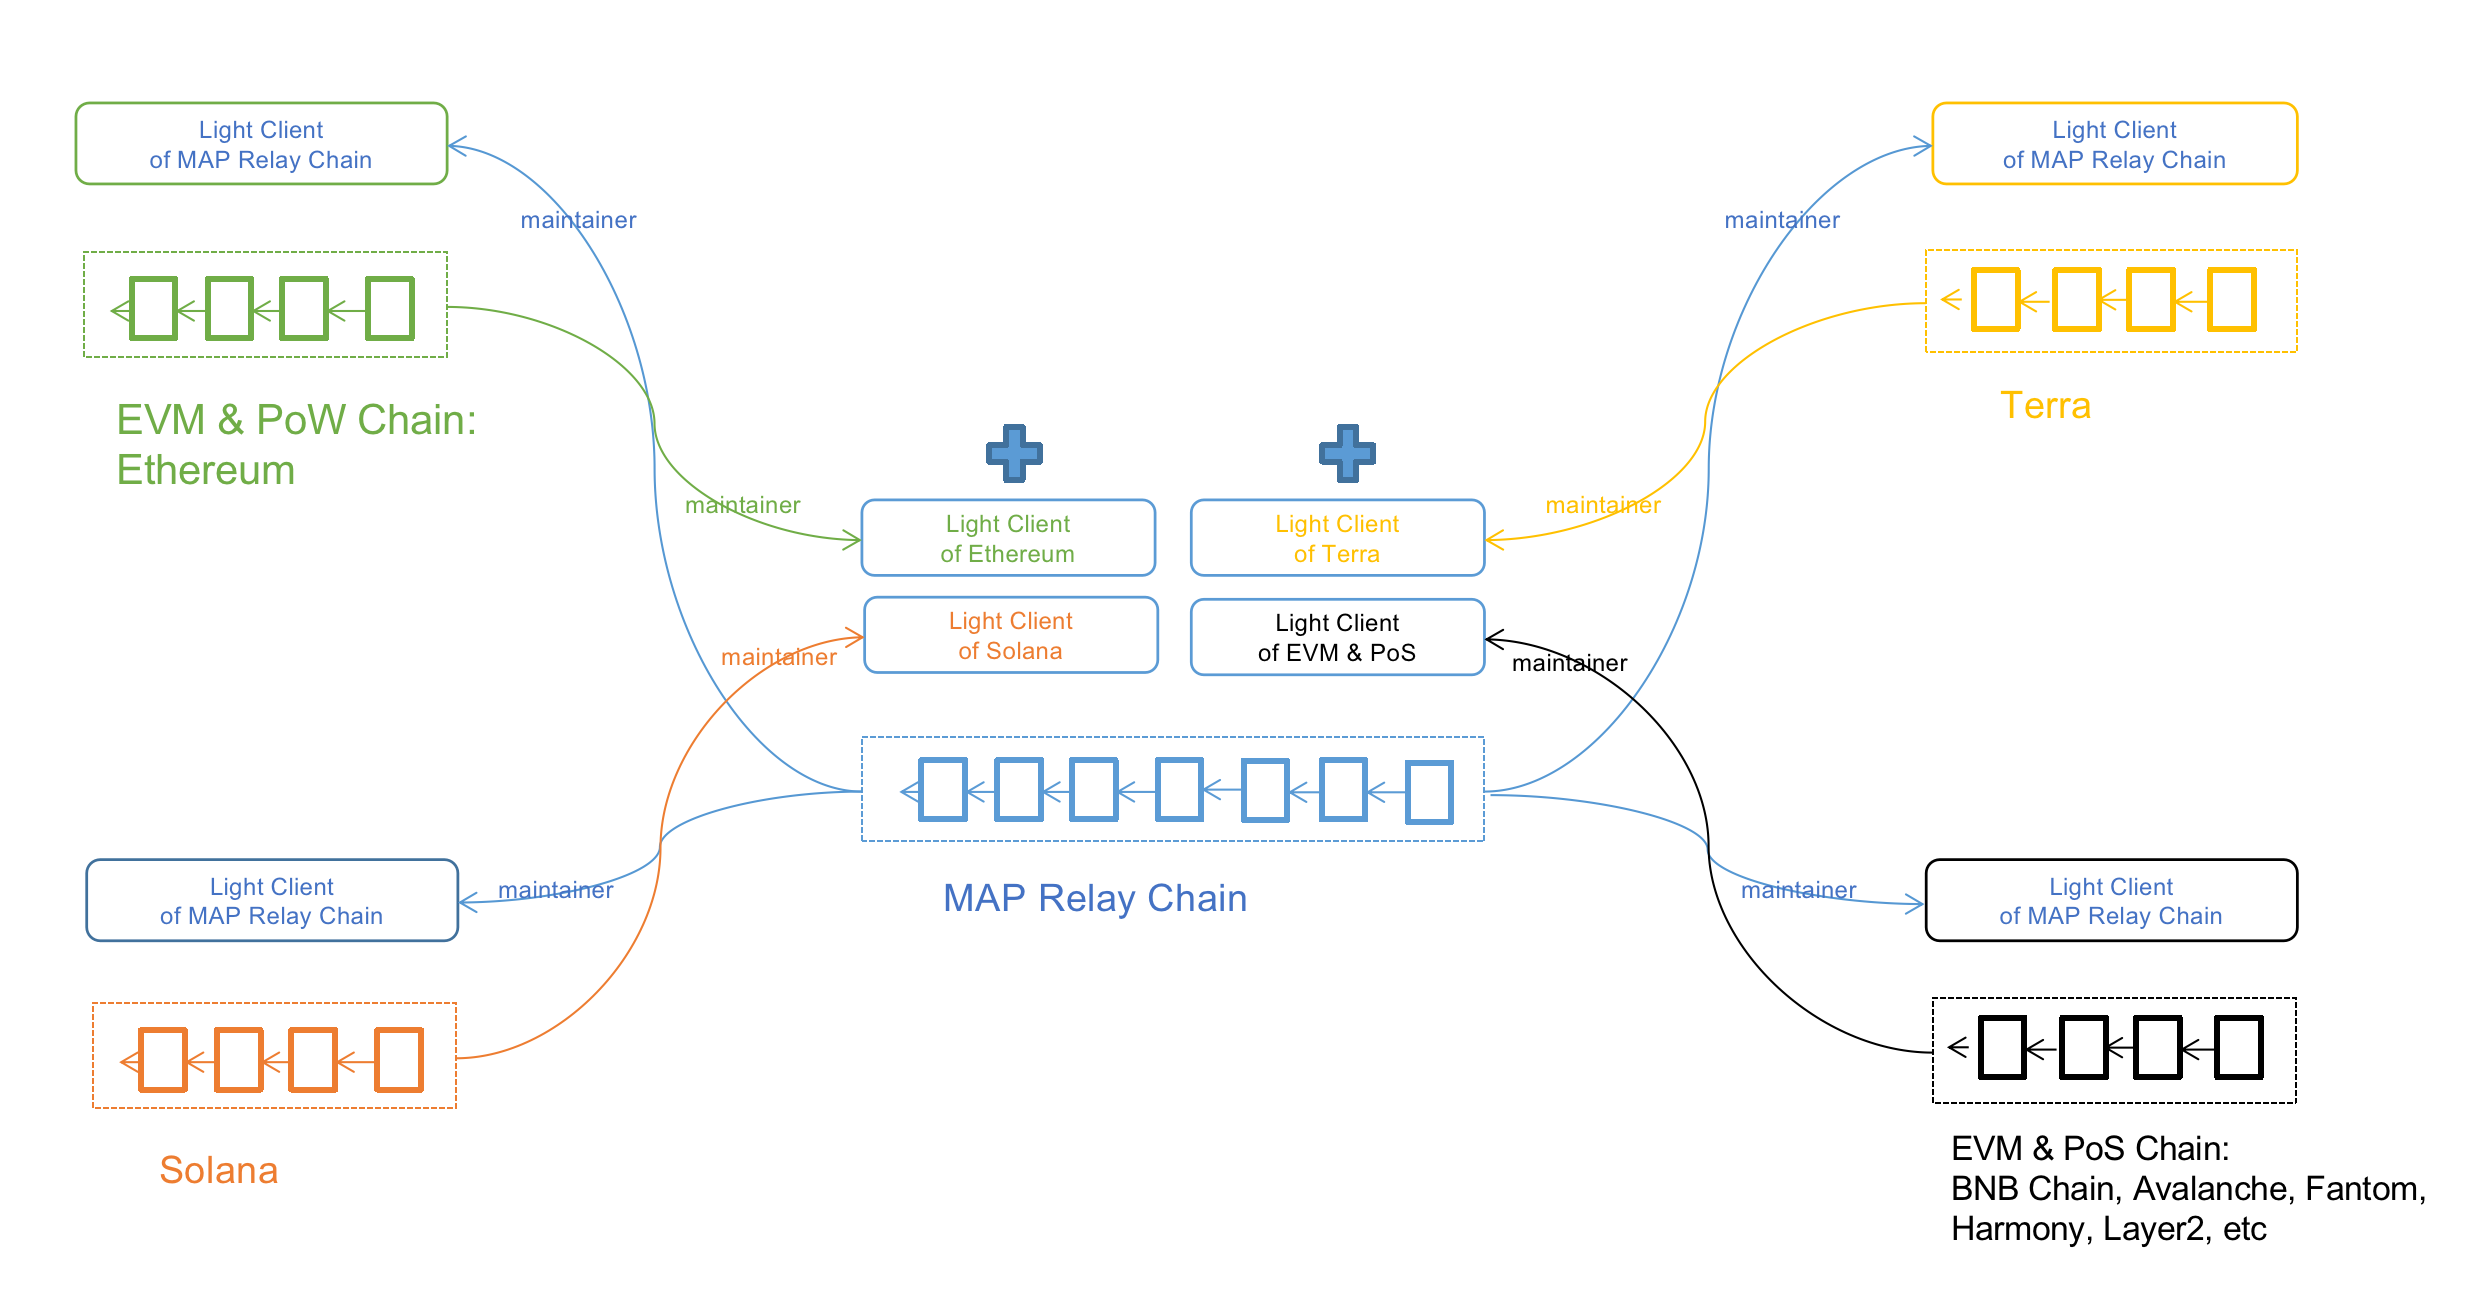 Light Client
of MAP Relay Chain
maintainer
EVM & PoW Chain:
Ethereum
maintainer
Light Client
of MAP Relay Chain
maintainer
Terra
maintainer
Light Client
of Ethereum
Light Client
of Terra
Light Client
of Solana
Light Client
of EVM & PoS
maintainer
maintainer
MAP Relay Chain
Light Client
of MAP Relay Chain
maintainer
Solana
maintainer
Light Client
of MAP Relay Chain
EVM & PoS Chain:
BNB Chain, Avalanche, Fantom,
Harmony, Layer2, etc